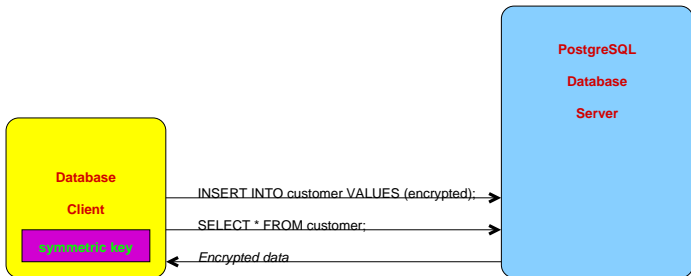 PostgreSQL
Database
Server
Database
Client
symmetric key
INSERT INTO customer VALUES (encrypted);
SELECT * FROM customer;
Encrypted data